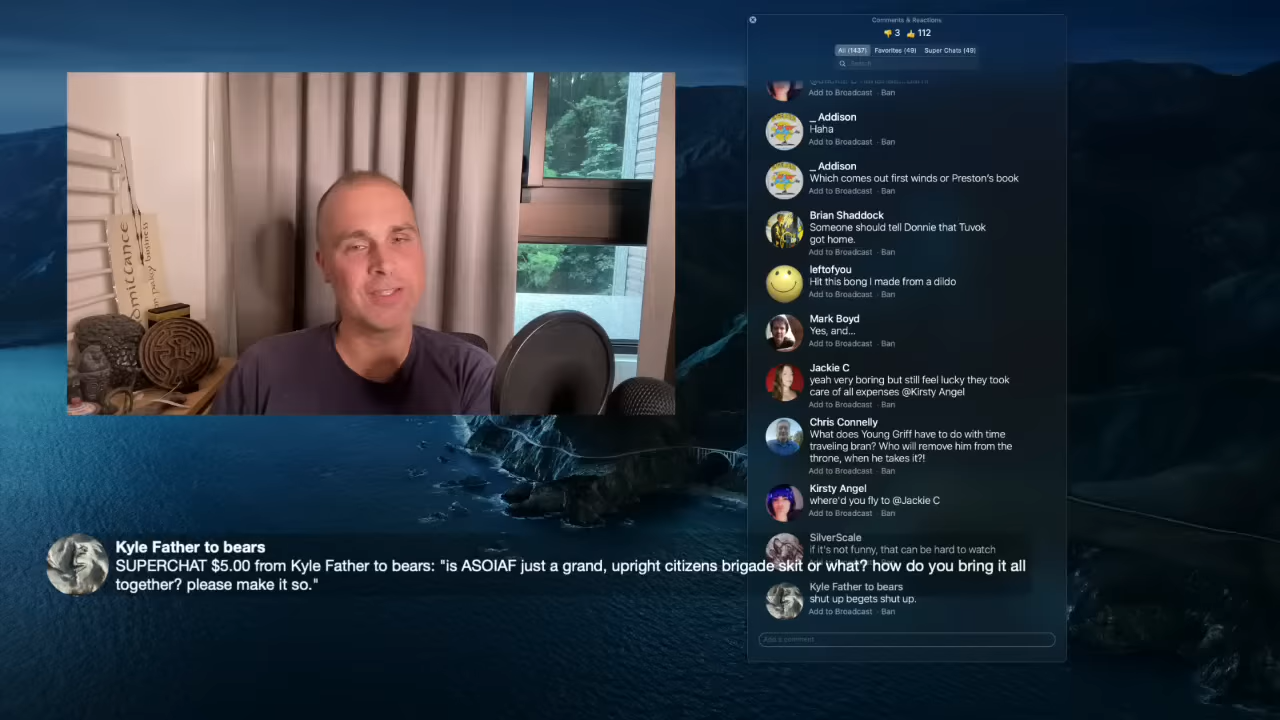 Comments & Reactions
👎 3 👍 112
All (1437) Favorites (49) Super Chats (49)
Search
Add to Broadcast · Ban
_ Addison
Haha
Add to Broadcast · Ban
_ Addison
Which comes out first winds or Preston's book
Add to Broadcast · Ban
Brian Shaddock
Someone should tell Donnie that Tuvok
got home.
Add to Broadcast · Ban
leftofyou
Hit this bong I made from a dildo
Add to Broadcast · Ban
Mark Boyd
Yes, and...
Add to Broadcast · Ban
Jackie C
yeah very boring but still feel lucky they took
care of all expenses @Kirsty Angel
Add to Broadcast · Ban
Chris Connelly
What does Young Griff have to do with time
traveling bran? Who will remove him from the
throne, when he takes it?!
Add to Broadcast · Ban
Kirsty Angel
where'd you fly to @Jackie C
Add to Broadcast · Ban
SilverScale
if it's not funny, that can be hard to watch
Kyle Father to bears
shut up begets shut up.
Add to Broadcast · Ban
Add a comment
Kyle Father to bears
SUPERCHAT $5.00 from Kyle Father to bears: "is ASOIAF just a grand, upright citizens brigade skit or what? how do you bring it all
together? please make it so."